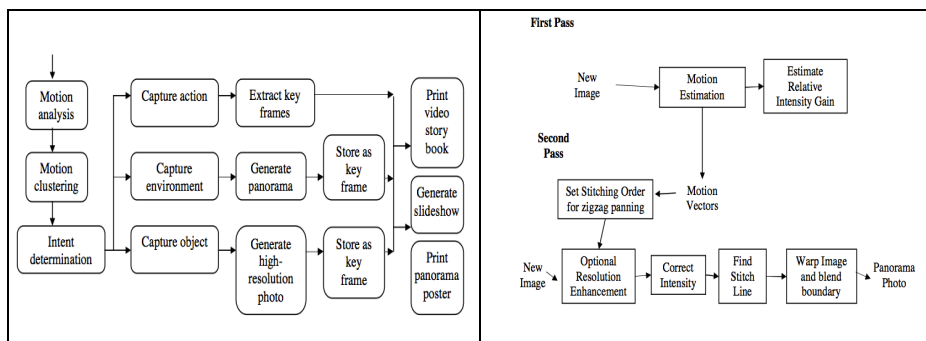 Motion
analysis
Motion
clustering
Intent
determination
Capture action
Extract key
frames
Capture
environment
Generate
panorama
Store as
key
frame
Capture object
Generate
high-
resolution
photo
Store as
key
frame
Print
video
story
book
Generate
slideshow
Print
panorama
poster
First Pass
New
Image
Motion
Estimation
Estimate
Relative
Intensity Gain
Second
Pass
Set Stitching Order
for zigzag panning
Motion
Vectors
New
Image
Optional
Resolution
Enhancement
Correct
Intensity
Find
Stitch
Line
Warp Image
and blend
boundary
Panorama
Photo